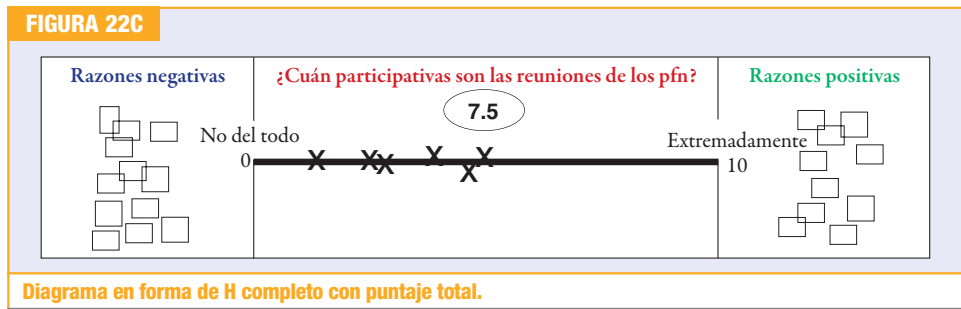 FIGURA 22C
Razones negativas
¿Cuán participativas son las reuniones de los pfn?
Razones positivas
7.5
No del todo
Extremadamente
0
X X X X X X
10
Diagrama en forma de H completo con puntaje total.